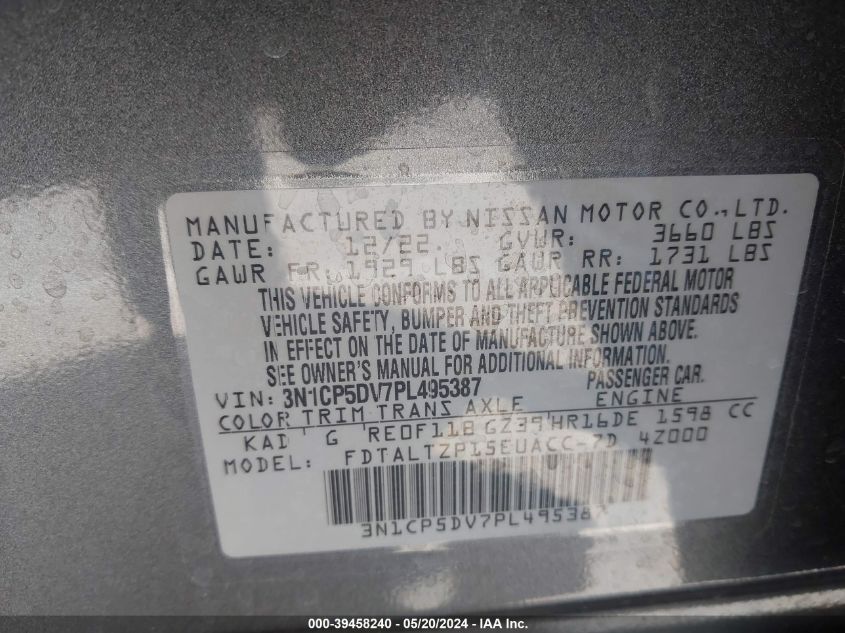 MANUFACTURED BY NISSAN MOTOR CO., LTD.
DATE: 12/22 GVWR: 3660 LBS
GAWR FR. 1929 LBS GAWR RR: 1731 LBS
THIS VEHICLE CONFORMS TO ALL APPLICABLE FEDERAL MOTOR
VEHICLE SAFETY, BUMPER AND THEFT PREVENTION STANDARDS
IN EFFECT ON THE DATE OF MANUFACTURE SHOWN ABOVE.
SEE OWNER'S MANUAL FOR ADDITIONAL INFORMATION.
VIN: 3N1CP5DV7PL495387 PASSENGER CAR.
COLOR TRIM TRANS AXLE ENGINE
KAD G RE0F11B GZ39 HR16DE 1598 CC
MODEL: FDTALTZP15EUACC-7D 4Z000
3N1CP5DV7PL495387
000-39458240 - 05/20/2024 - IAA Inc.